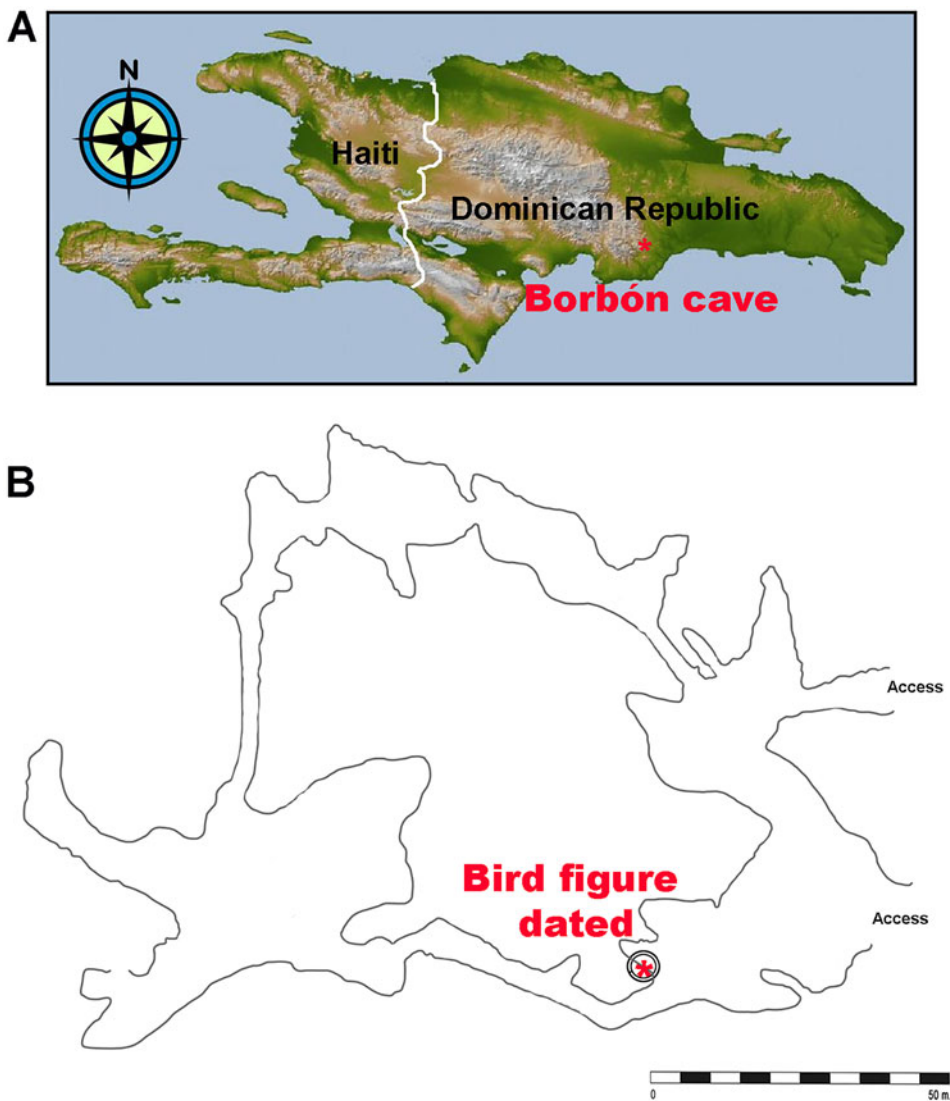 A
N
Haiti
Dominican Republic
*
Borbón cave
B
Access
Bird figure
dated
Access
*
0 50 m